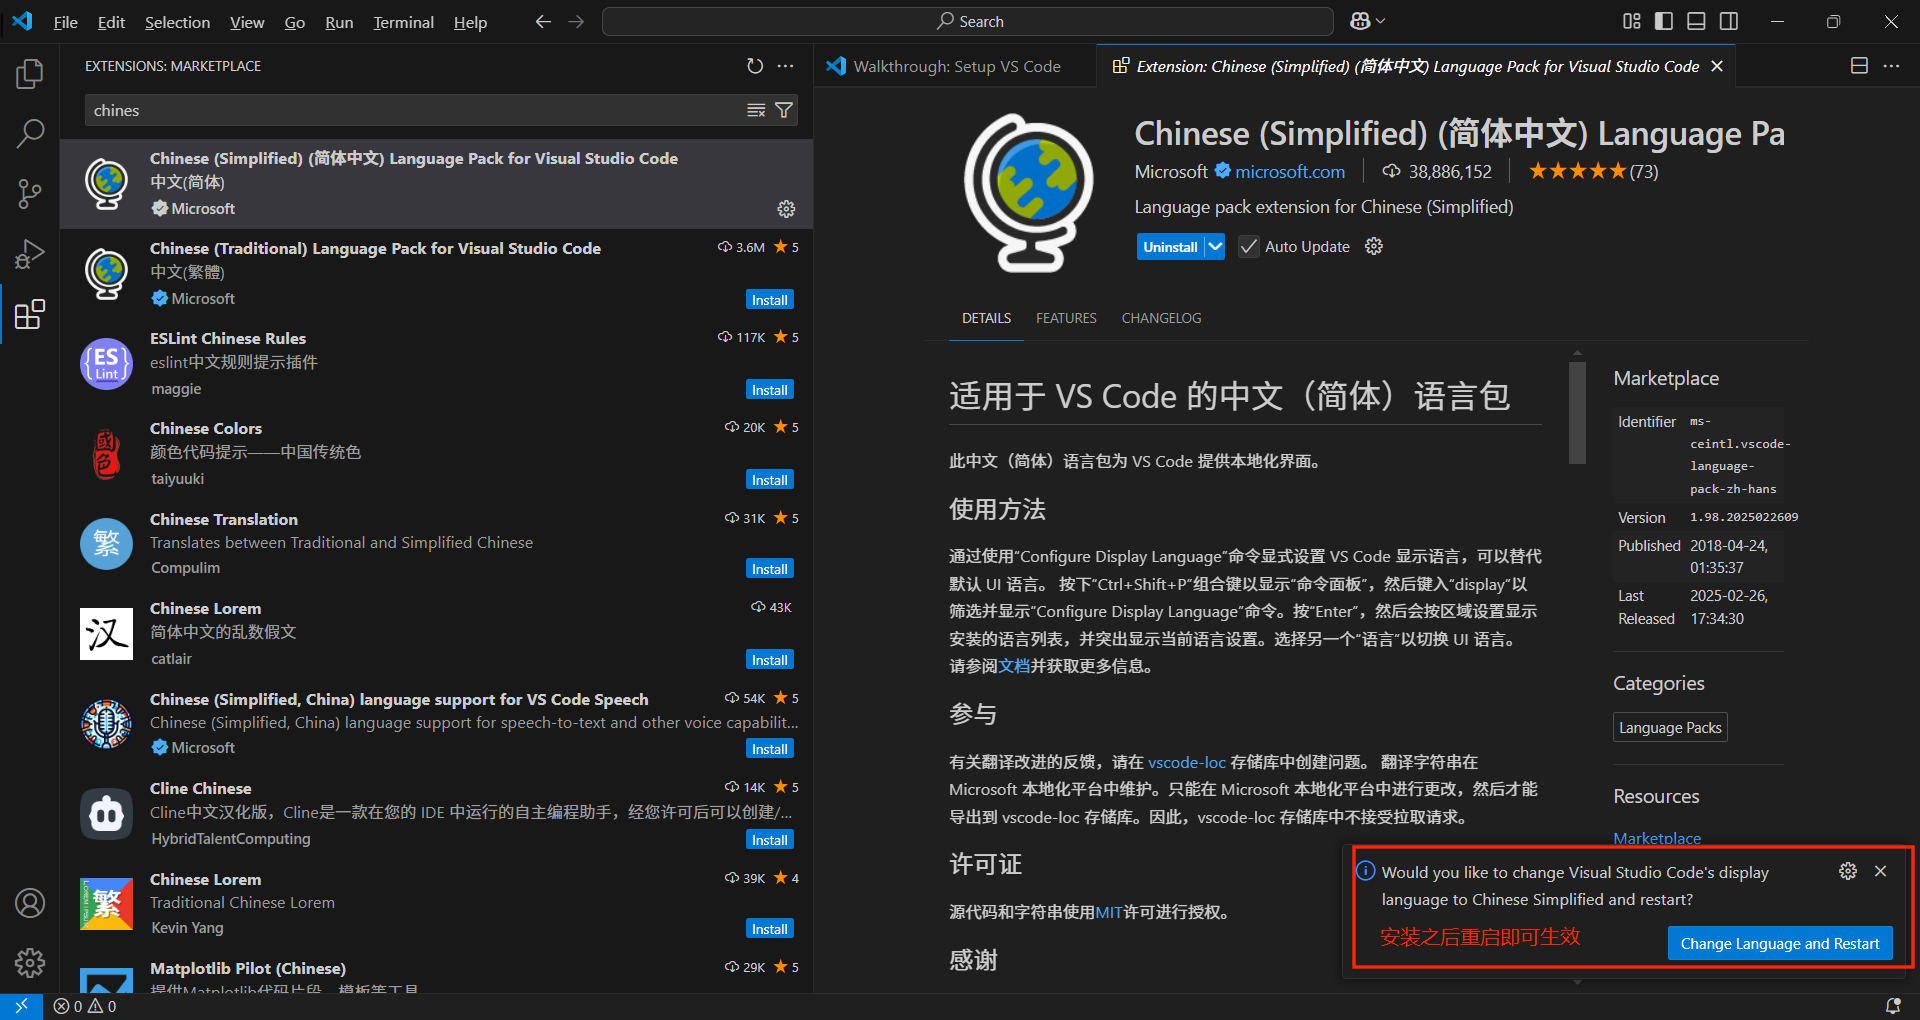 File Edit Selection View Go Run Terminal Help
Search
EXTENSIONS: MARKETPLACE
chines
Chinese (Simplified) (简体中文) Language Pack for Visual Studio Code
中文(简体)
Microsoft
Chinese (Traditional) Language Pack for Visual Studio Code 3.6M 5
中文(繁體)
Microsoft Install
ESLint Chinese Rules 117K 5
eslint中文规则提示插件
maggie Install
{ES}
Lint
Chinese Colors 20K 5
颜色代码提示——中国传统色
taiyuuki Install
國色
Chinese Translation 31K 5
Translates between Traditional and Simplified Chinese
Compulim Install
繁
Chinese Lorem 43K
简体中文的乱数假文
catlair Install
汉
Chinese (Simplified, China) language support for VS Code Speech 54K 5
Chinese (Simplified, China) language support for speech-to-text and other voice capabilit...
Microsoft Install
Cline Chinese 14K 5
Cline中文汉化版，Cline是一款在您的 IDE 中运行的自主编程助手，经您许可后可以创建/...
HybridTalentComputing Install
Chinese Lorem 39K 4
Traditional Chinese Lorem
Kevin Yang Install
繁
Matplotlib Pilot (Chinese) 29K 5
提供Matplotlib代码片段、模板等工具
0 0
Walkthrough: Setup VS Code
Extension: Chinese (Simplified) (简体中文) Language Pack for Visual Studio Code
Chinese (Simplified) (简体中文) Language Pa
Microsoft microsoft.com 38,886,152 ★★★★★(73)
Language pack extension for Chinese (Simplified)
Uninstall Auto Update
DETAILS FEATURES CHANGELOG
适用于 VS Code 的中文（简体）语言包
此中文（简体）语言包为 VS Code 提供本地化界面。
使用方法
通过使用“Configure Display Language”命令显式设置 VS Code 显示语言，可以替代
默认 UI 语言。 按下“Ctrl+Shift+P”组合键以显示“命令面板”，然后键入“display”以
筛选并显示“Configure Display Language”命令。按“Enter”，然后会按区域设置显示
安装的语言列表，并突出显示当前语言设置。选择另一个“语言”以切换 UI 语言。
请参阅文档并获取更多信息。
参与
有关翻译改进的反馈，请在 vscode-loc 存储库中创建问题。 翻译字符串在
Microsoft 本地化平台中维护。只能在 Microsoft 本地化平台中进行更改，然后才能
导出到 vscode-loc 存储库。因此，vscode-loc 存储库中不接受拉取请求。
许可证
源代码和字符串使用MIT许可进行授权。
感谢
Marketplace
Identifier ms-
ceintl.vscode-
language-
pack-zh-hans
Version 1.98.2025022609
Published 2018-04-24,
01:35:37
Last 2025-02-26,
Released 17:34:30
Categories
Language Packs
Resources
Marketplace
Would you like to change Visual Studio Code's display
language to Chinese Simplified and restart?
安装之后重启即可生效
Change Language and Restart